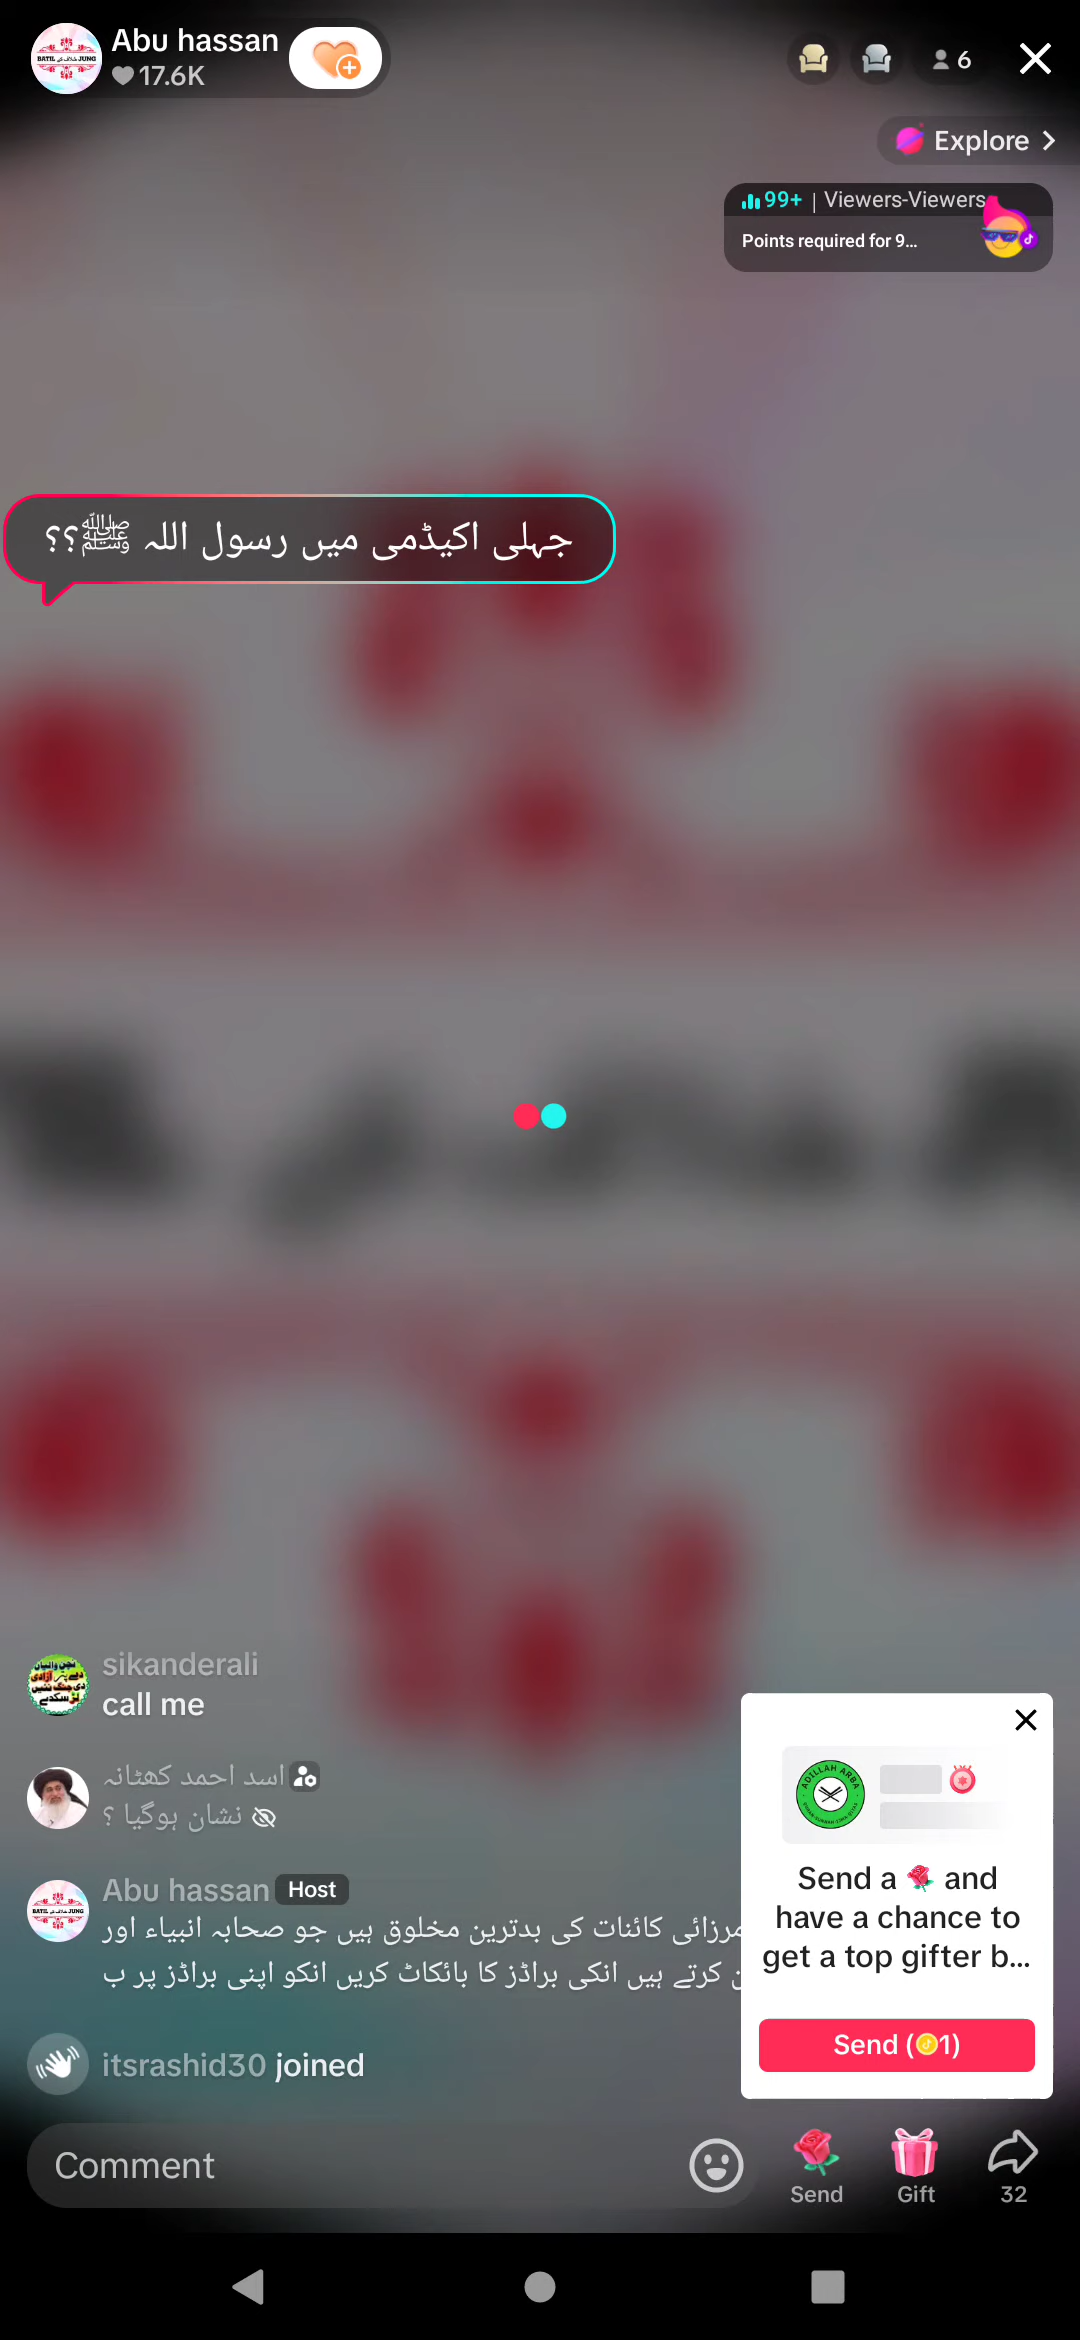 Abu hassan
17.6K
6
Explore
99+ | Viewers-Viewers
Points required for 9...
جہلی اکیڈمی میں رسول اللہ ﷺ؟؟
sikanderali
call me
اسد احمد کھٹانہ
نشان ہوگیا ؟
Abu hassan Host
مرزائی کائنات کی بدترین مخلوق ہیں جو صحابہ انبیاء اور
کرتے ہیں انکی براڈز کا بائکاٹ کریں انکو اپنی براڈز پر ب
itsrashid30 joined
ADILLAH ARBA
Send a 🌹 and
have a chance to
get a top gifter b...
Send (1)
Comment
Send
Gift
32